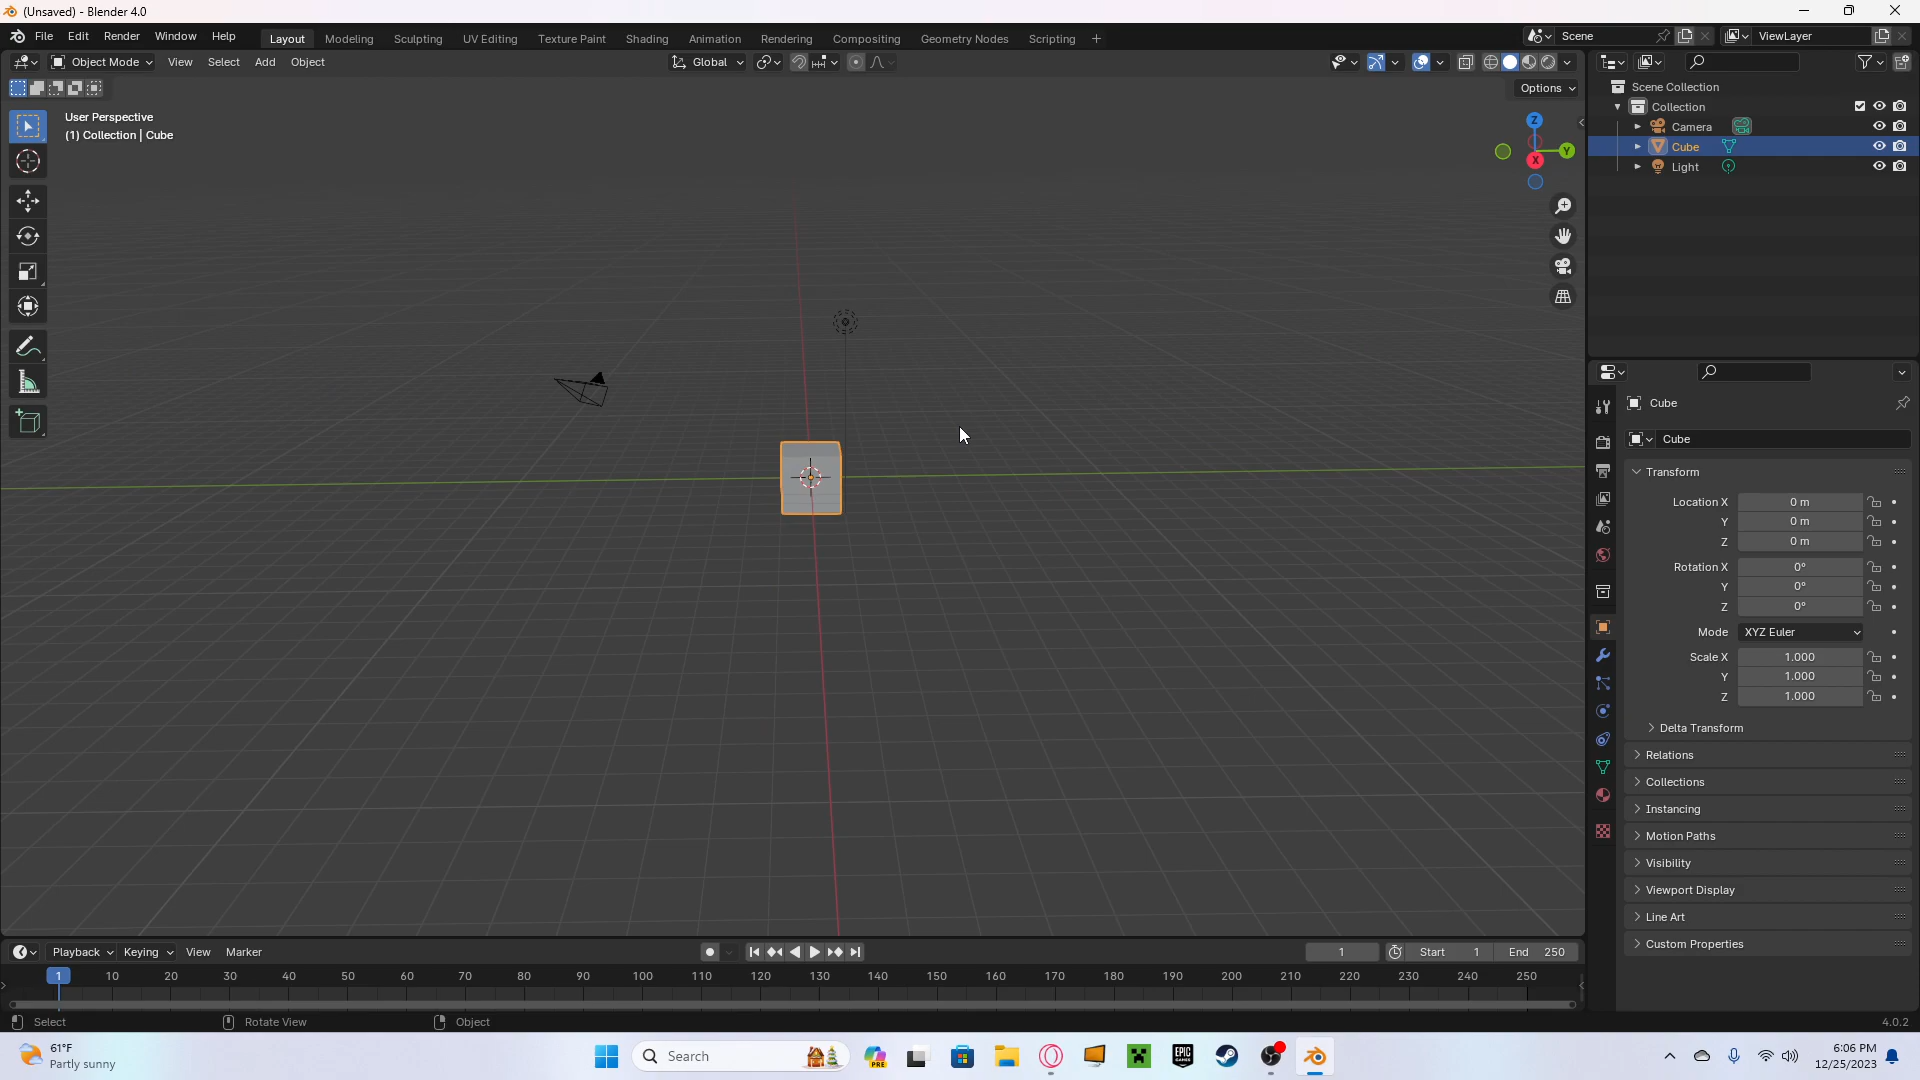 (Unsaved) - Blender 4.0
File Edit Render Window Help Layout Modeling Sculpting UV Editing Texture Paint Shading Animation Rendering Compositing Geometry Nodes Scripting + Scene ViewLayer
Object Mode View Select Add Object Global
Options
User Perspective
(1) Collection | Cube
Z
Y
X
Scene Collection
Collection
Camera
Cube
Light
Cube
Cube
Transform
Location X 0 m
Y 0 m
Z 0 m
Rotation X 0°
Y 0°
Z 0°
Mode XYZ Euler
Scale X 1.000
Y 1.000
Z 1.000
Delta Transform
Relations
Collections
Instancing
Motion Paths
Visibility
Viewport Display
Line Art
Custom Properties
Playback Keying View Marker 1 Start 1 End 250
1 10 20 30 40 50 60 70 80 90 100 110 120 130 140 150 160 170 180 190 200 210 220 230 240 250
Select Rotate View Object 4.0.2
61°F
Partly sunny
Search
PRE
EPIC GAMES
6:06 PM
12/25/2023